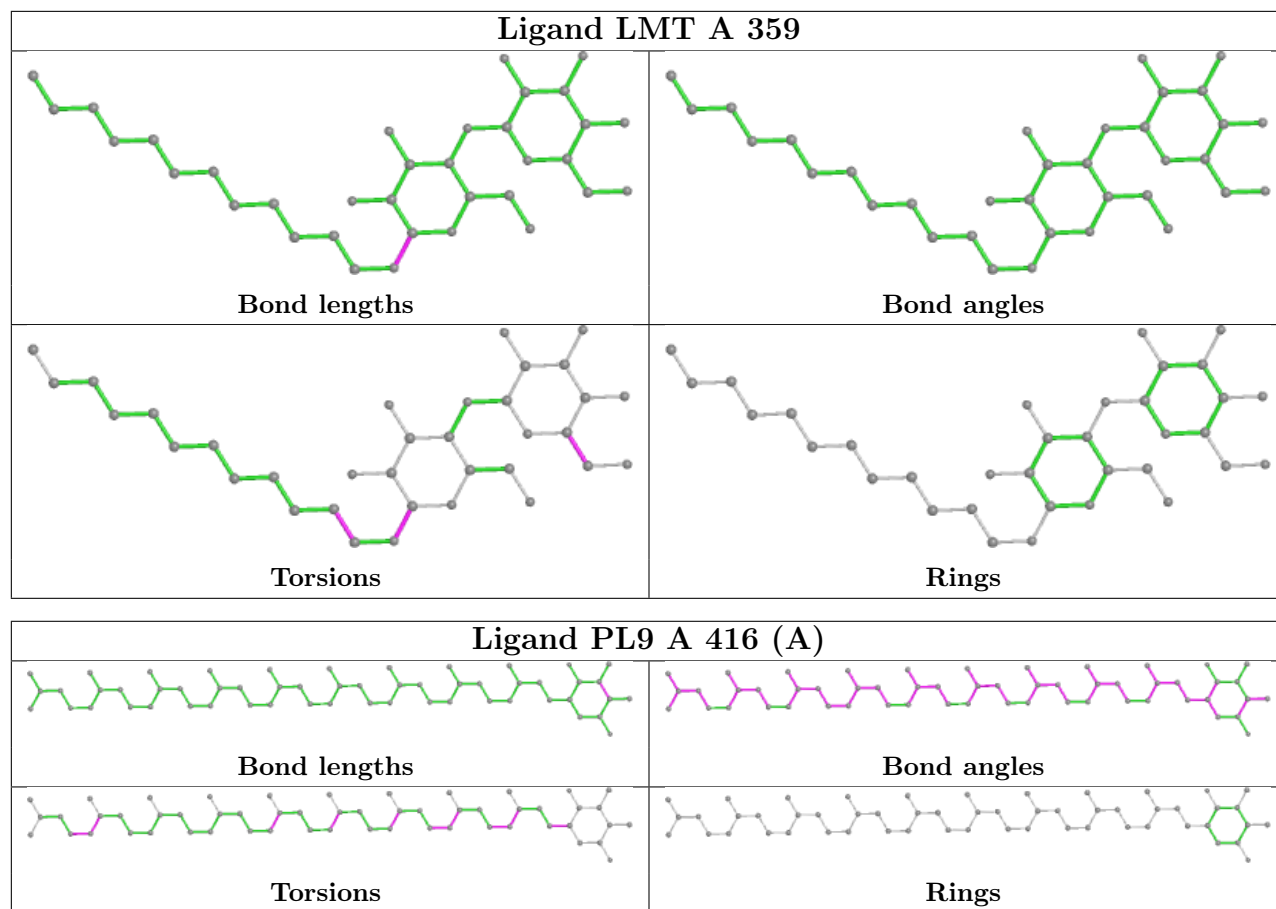 Ligand LMT A 359
Bond lengths
Bond angles
Torsions
Rings
Ligand PL9 A 416 (A)
Bond lengths
Bond angles
Torsions
Rings